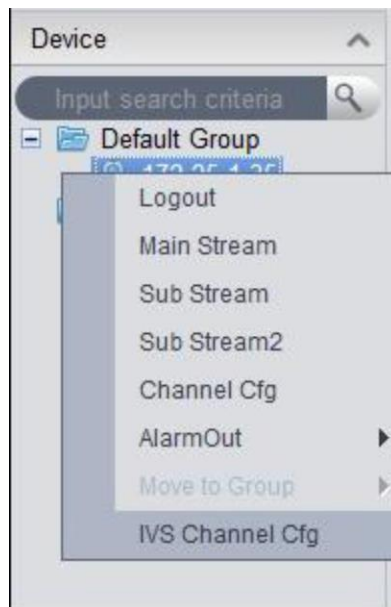 Device
Input search criteria
Default Group
Logout
Main Stream
Sub Stream
Sub Stream2
Channel Cfg
AlarmOut
Move to Group
IVS Channel Cfg